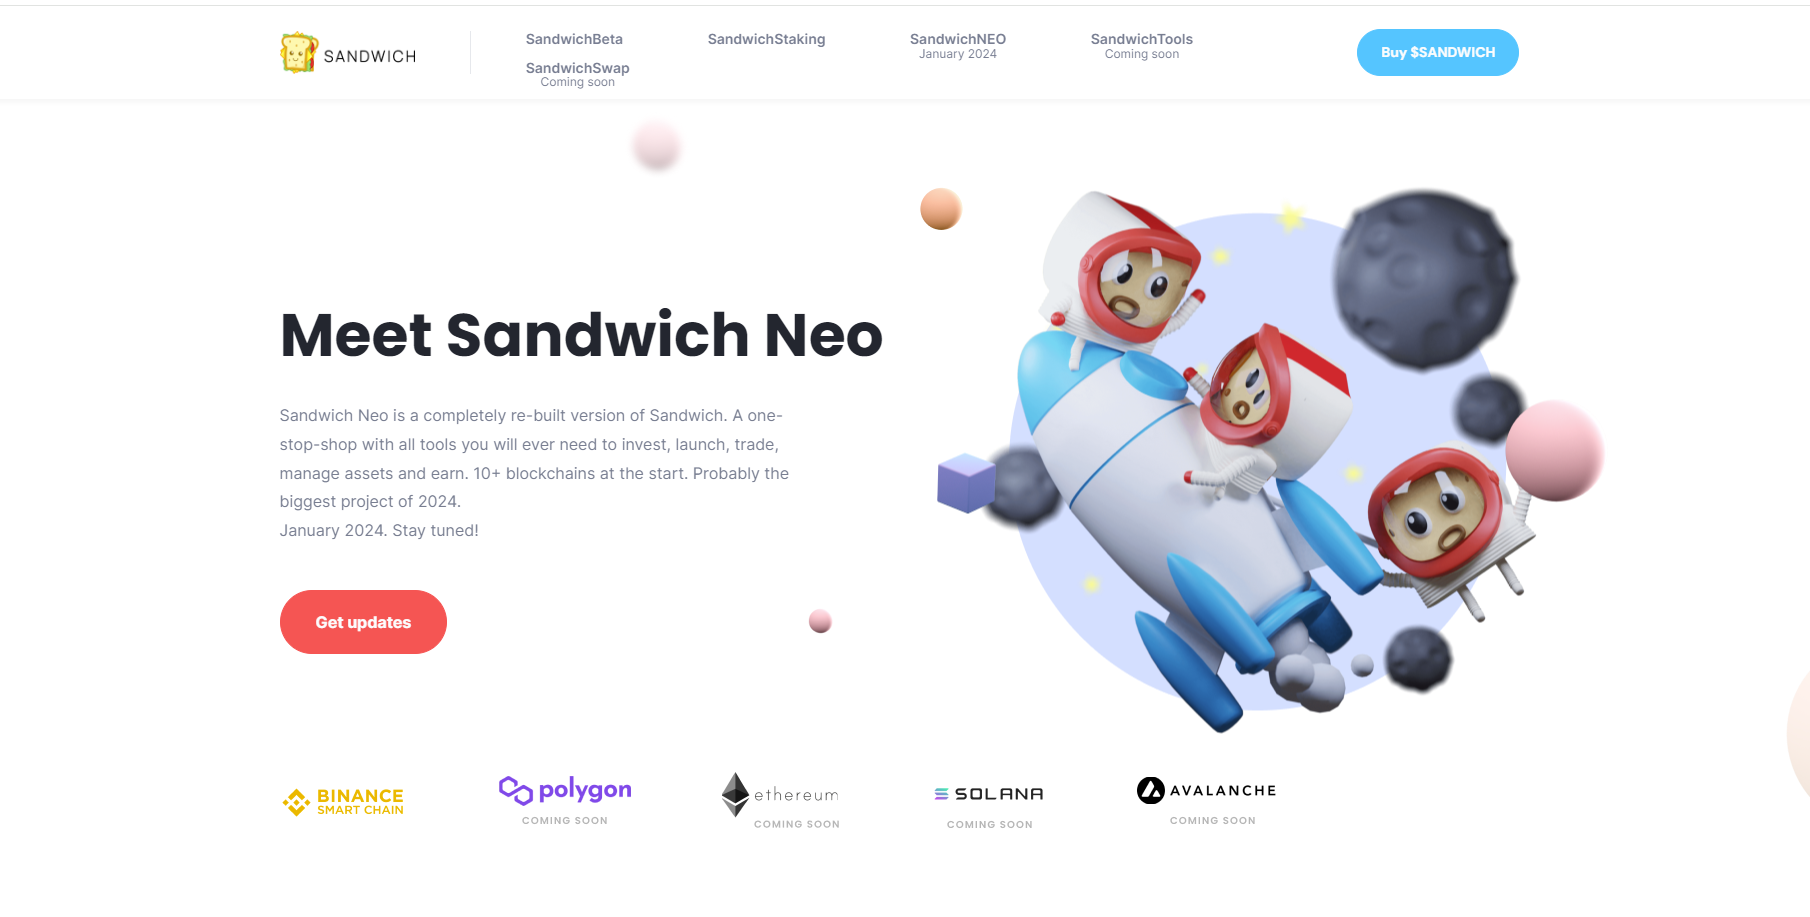 SANDWICH
SandwichBeta
SandwichStaking
SandwichNEO
January 2024
SandwichTools
Coming soon
SandwichSwap
Coming soon
Buy $SANDWICH
Meet Sandwich Neo
Sandwich Neo is a completely re-built version of Sandwich. A one-
stop-shop with all tools you will ever need to invest, launch, trade,
manage assets and earn. 10+ blockchains at the start. Probably the
biggest project of 2024.
January 2024. Stay tuned!
Get updates
BINANCE
SMART CHAIN
polygon
COMING SOON
ethereum
COMING SOON
SOLANA
COMING SOON
AVALANCHE
COMING SOON